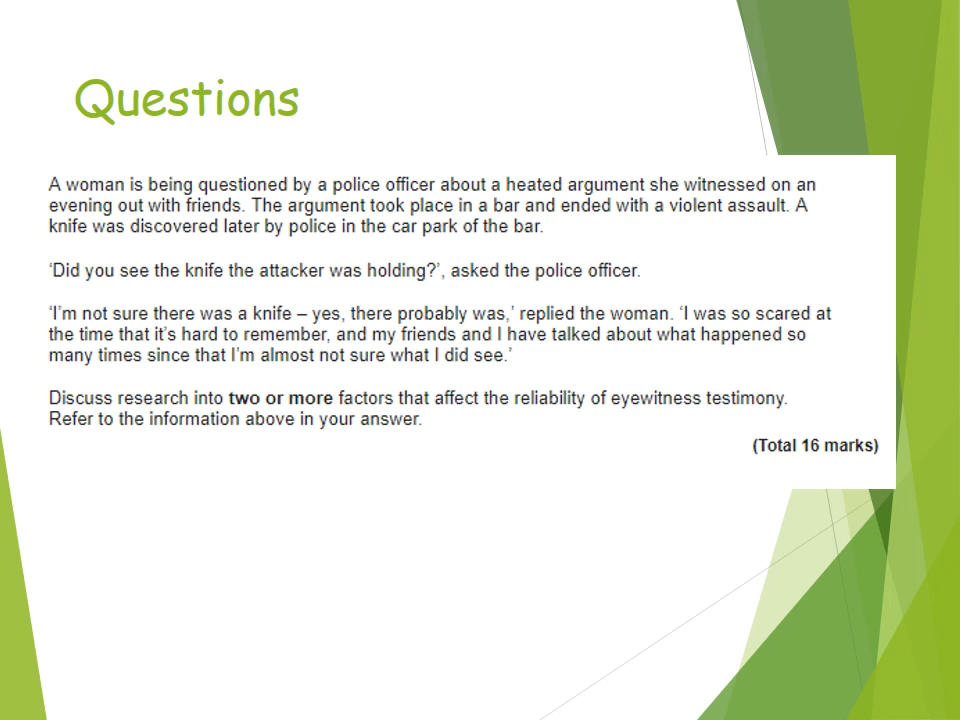 Questions
A woman is being questioned by a police officer about a heated argument she witnessed on an
evening out with friends. The argument took place in a bar and ended with a violent assault. A
knife was discovered later by police in the car park of the bar.
‘Did you see the knife the attacker was holding?’, asked the police officer.
‘I’m not sure there was a knife – yes, there probably was,’ replied the woman. ‘I was so scared at
the time that it’s hard to remember, and my friends and I have talked about what happened so
many times since that I’m almost not sure what I did see.’
Discuss research into two or more factors that affect the reliability of eyewitness testimony.
Refer to the information above in your answer.
(Total 16 marks)